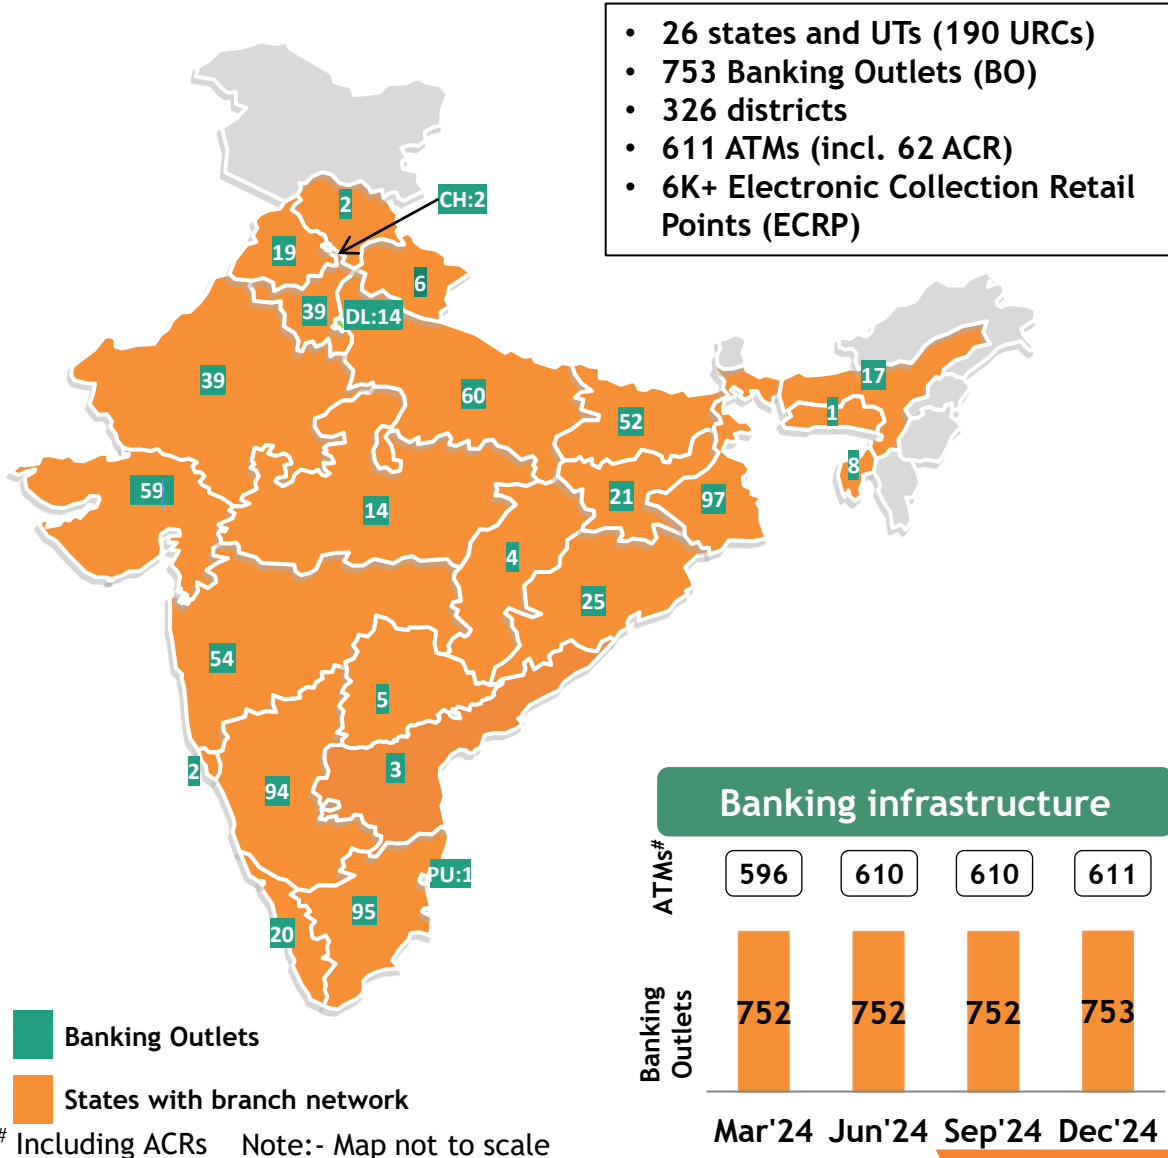 • 26 states and UTs (190 URCs)
• 753 Banking Outlets (BO)
• 326 districts
• 611 ATMs (incl. 62 ACR)
• 6K+ Electronic Collection Retail
Points (ECRP)
2
CH:2
19
6
39
DL:14
39
60
52
17
1
8
59
14
21
97
4
25
54
5
2
94
3
PU:1
95
20
Banking Outlets
States with branch network
# Including ACRs Note:- Map not to scale
Banking infrastructure
ATMs#
596 610 610 611
Banking
Outlets
752 752 752 753
Mar'24 Jun'24 Sep'24 Dec'24